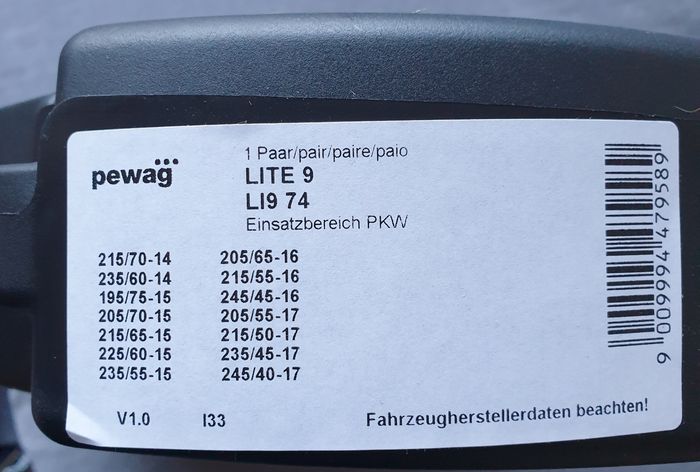 pewag
1 Paar/pair/paire/paio
LITE 9
LI9 74
Einsatzbereich PKW
215/70-14 205/65-16
235/60-14 215/55-16
195/75-15 245/45-16
205/70-15 205/55-17
215/65-15 215/50-17
225/60-15 235/45-17
235/55-15 245/40-17
V1.0 I33 Fahrzeugherstellerdaten beachten!
9 009994 479589